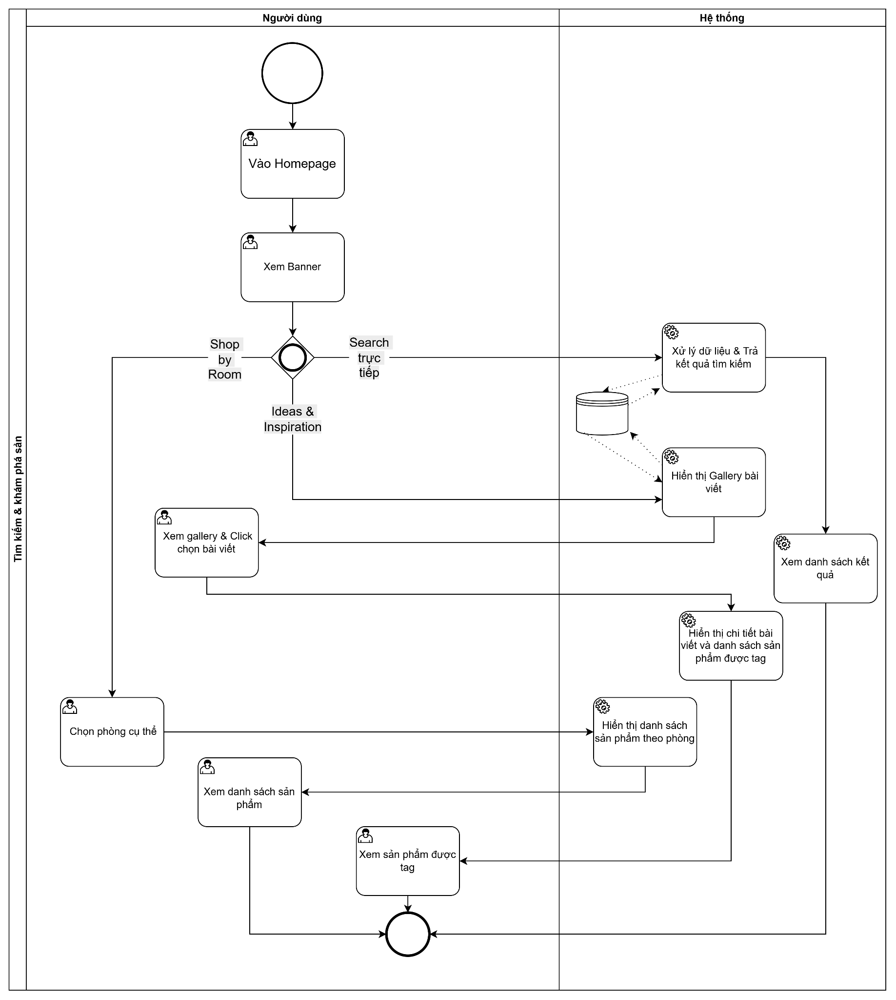 Người dùng
Hệ thống
Tìm kiếm & khám phá sản
Vào Homepage
Xem Banner
Shop
by
Room
Search
trực
tiếp
Xử lý dữ liệu & Trả
kết quả tìm kiếm
Ideas &
Inspiration
Hiển thị Gallery bài
viết
Xem gallery & Click
chọn bài viết
Xem danh sách kết
quả
Hiển thị chi tiết bài
viết và danh sách sản
phẩm được tag
Chọn phòng cụ thể
Hiển thị danh sách
sản phẩm theo phòng
Xem danh sách sản
phẩm
Xem sản phẩm được
tag